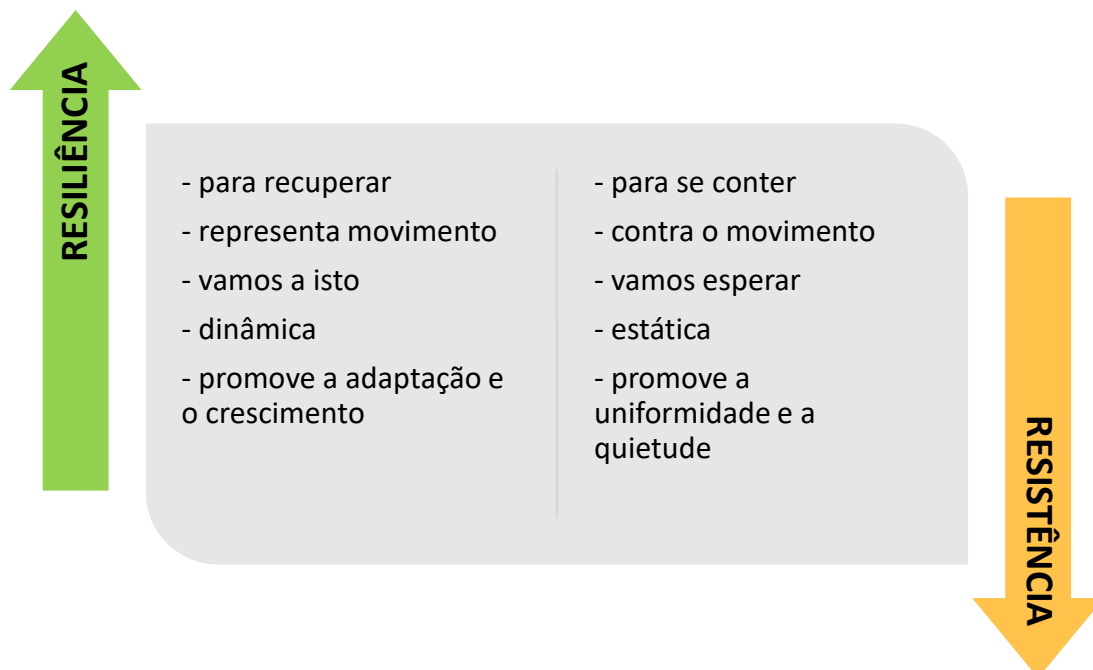 RESILIÊNCIA
- para recuperar
- representa movimento
- vamos a isto
- dinâmica
- promove a adaptação e
o crescimento
- para se conter
- contra o movimento
- vamos esperar
- estática
- promove a
uniformidade e a
quietude
RESISTÊNCIA